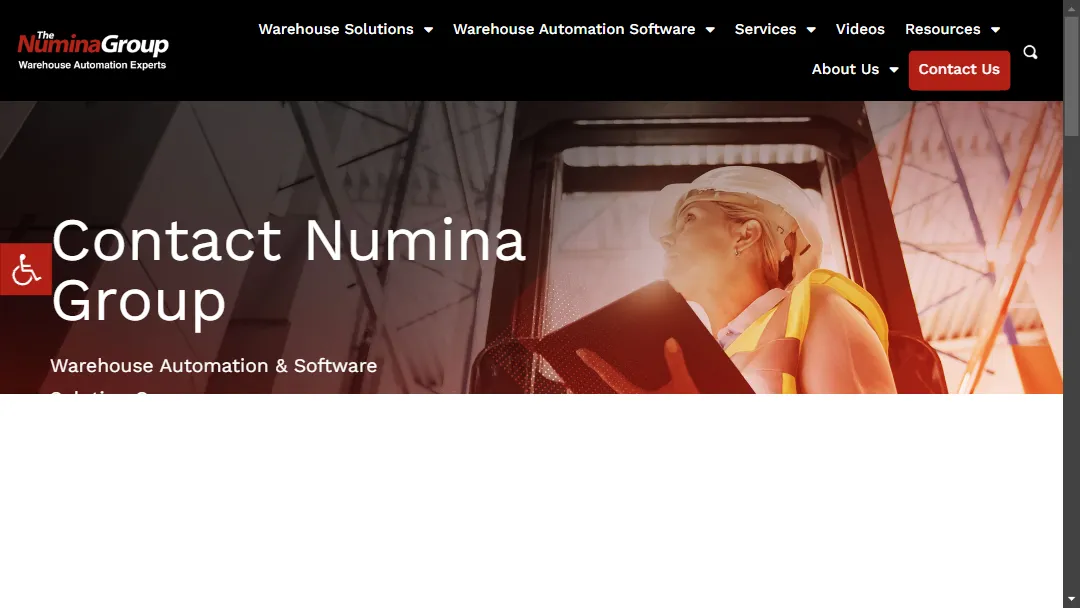 The
NuminaGroup
Warehouse Automation Experts
Warehouse Solutions
Warehouse Automation Software
Services
Videos
Resources
About Us
Contact Us
Contact Numina
Group
Warehouse Automation & Software